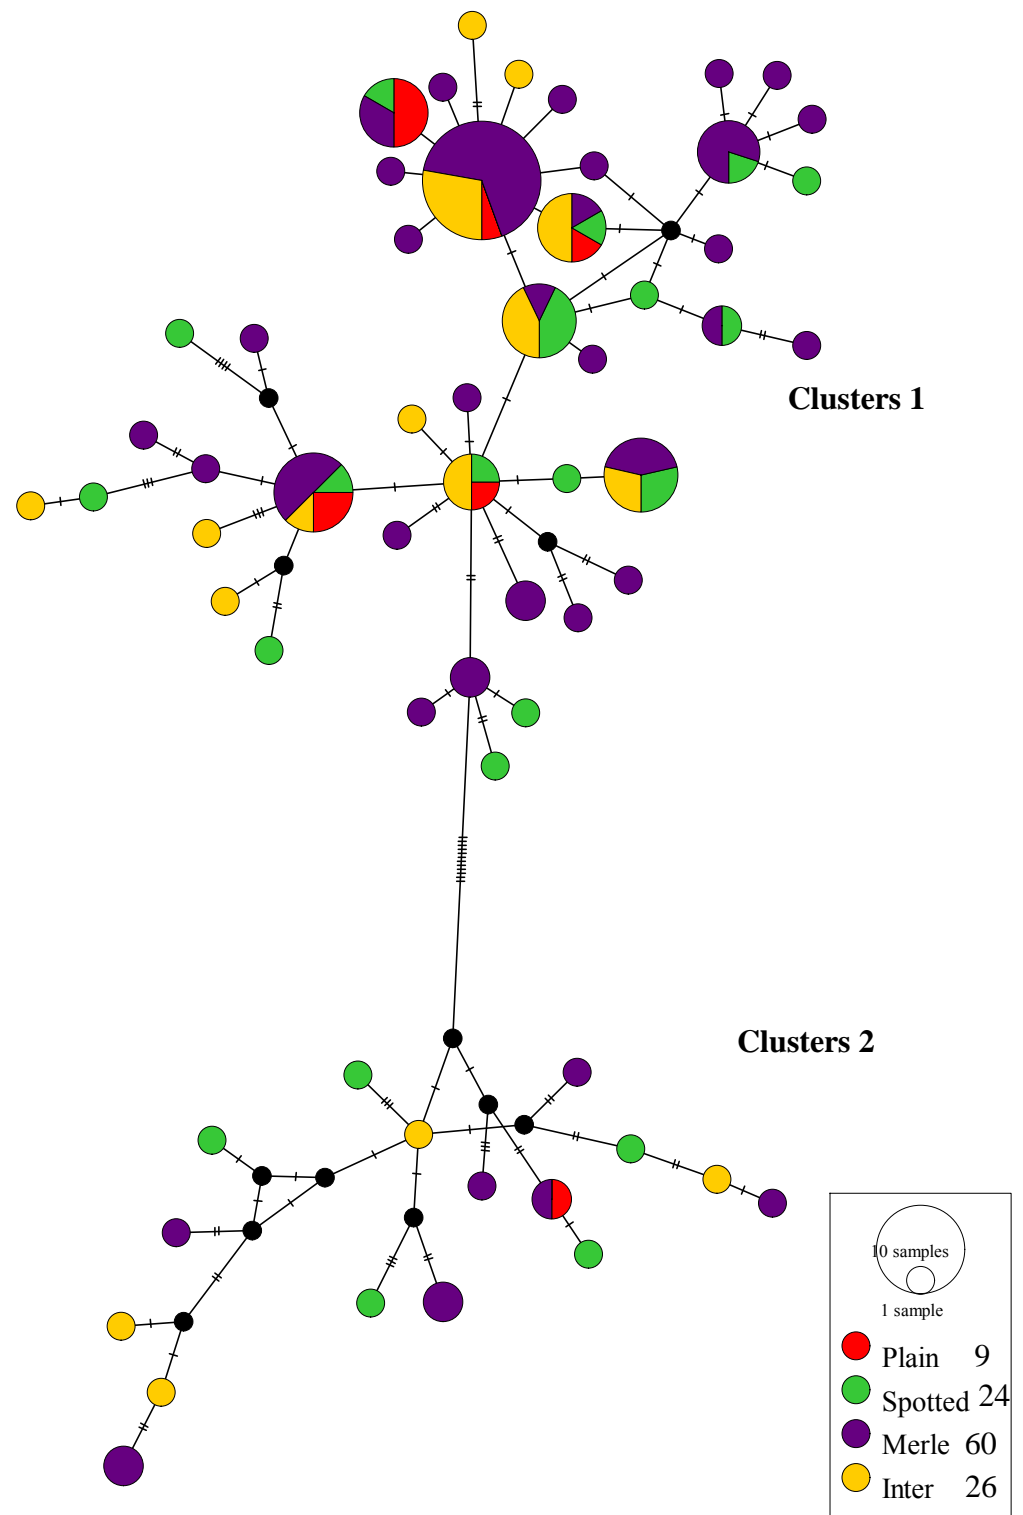 Clusters 1
Clusters 2
10 samples
1 sample
Plain 9
Spotted 24
Merle 60
Inter 26